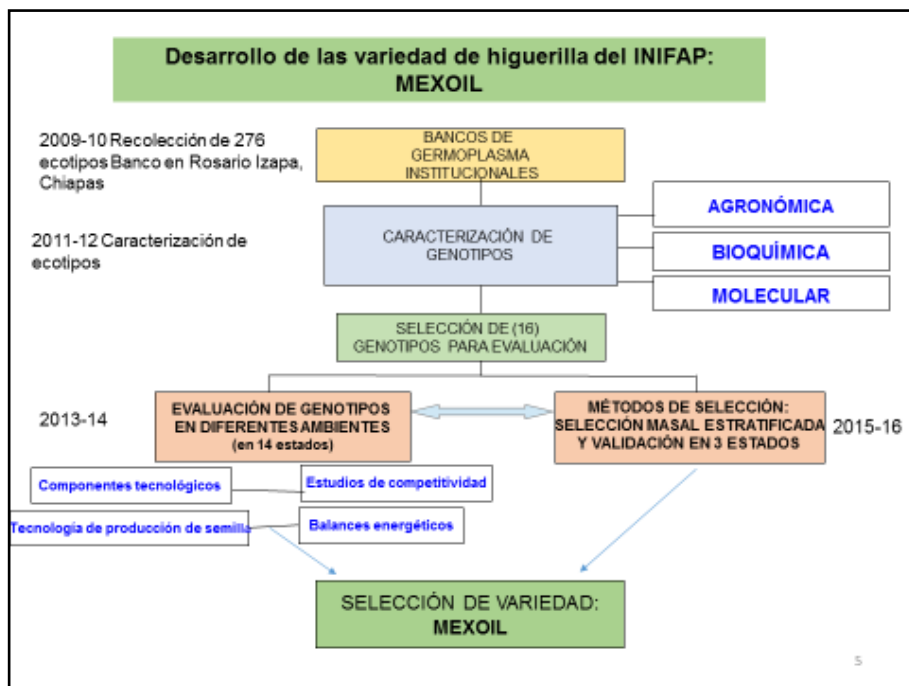 Desarrollo de las variedad de higuerilla del INIFAP:
MEXOIL
2009-10 Recolección de 276
ecotipos Banco en Rosario Izapa,
Chiapas
BANCOS DE
GERMOPLASMA
INSTITUCIONALES
2011-12 Caracterización de
ecotipos
CARACTERIZACIÓN DE
GENOTIPOS
AGRONÓMICA
BIOQUÍMICA
MOLECULAR
SELECCIÓN DE (16)
GENOTIPOS PARA EVALUACIÓN
2013-14
EVALUACIÓN DE GENOTIPOS
EN DIFERENTES AMBIENTES
(en 14 estados)
MÉTODOS DE SELECCIÓN:
SELECCIÓN MASAL ESTRATIFICADA
Y VALIDACIÓN EN 3 ESTADOS
2015-16
Componentes tecnológicos
Estudios de competitividad
Tecnología de producción de semilla
Balances energéticos
SELECCIÓN DE VARIEDAD:
MEXOIL
5